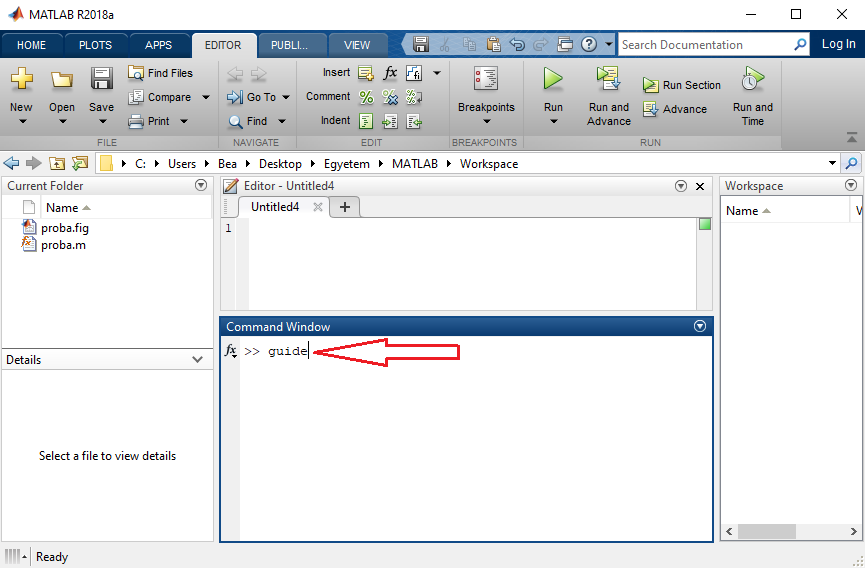 MATLAB R2018a
HOME PLOTS APPS EDITOR PUBLI... VIEW Search Documentation Log In
New Open Save Find Files Compare Print
Go To Find
Insert fx
Comment
Indent
Breakpoints
Run Run and Advance Run Section Advance Run and Time
FILE NAVIGATE EDIT BREAKPOINTS RUN
C: Users Bea Desktop Egyetem MATLAB Workspace
Current Folder
Name
proba.fig
proba.m
Details
Select a file to view details
Editor - Untitled4
Untitled4 +
1
Command Window
fx >> guide
Workspace
Name V
Ready